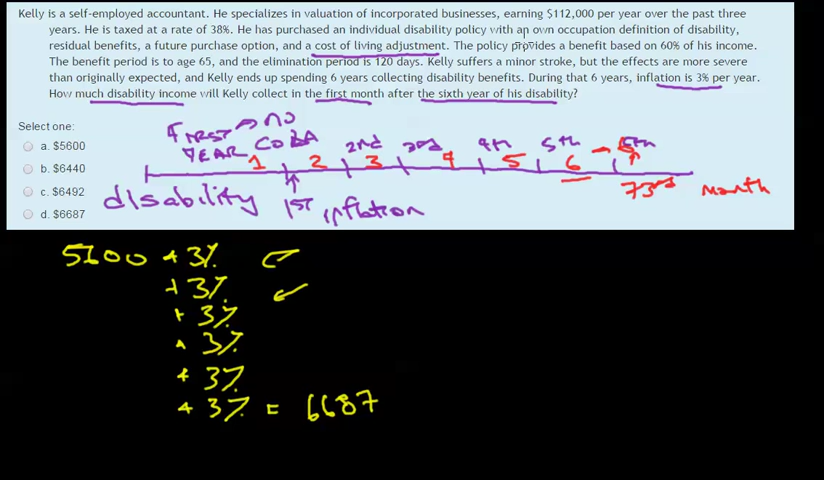 Kelly is a self-employed accountant. He specializes in valuation of incorporated businesses, earning $112,000 per year over the past three
years. He is taxed at a rate of 38%. He has purchased an individual disability policy with an own occupation definition of disability,
residual benefits, a future purchase option, and a cost of living adjustment. The policy provides a benefit based on 60% of his income.
The benefit period is to age 65, and the elimination period is 120 days. Kelly suffers a minor stroke, but the effects are more severe
than originally expected, and Kelly ends up spending 6 years collecting disability benefits. During that 6 years, inflation is 3% per year.
How much disability income will Kelly collect in the first month after the sixth year of his disability?
Select one:
a. $5600
b. $6440
c. $6492
d. $6687
FIRST → no
YEAR COLA 2nd 3rd 4th 5th → 6th
1 2 3 4 5 6
73rd month
disability 1st inflation
5600 + 3%
+ 3%
+ 3%
+ 3%
+ 3%
+ 3% = 6687